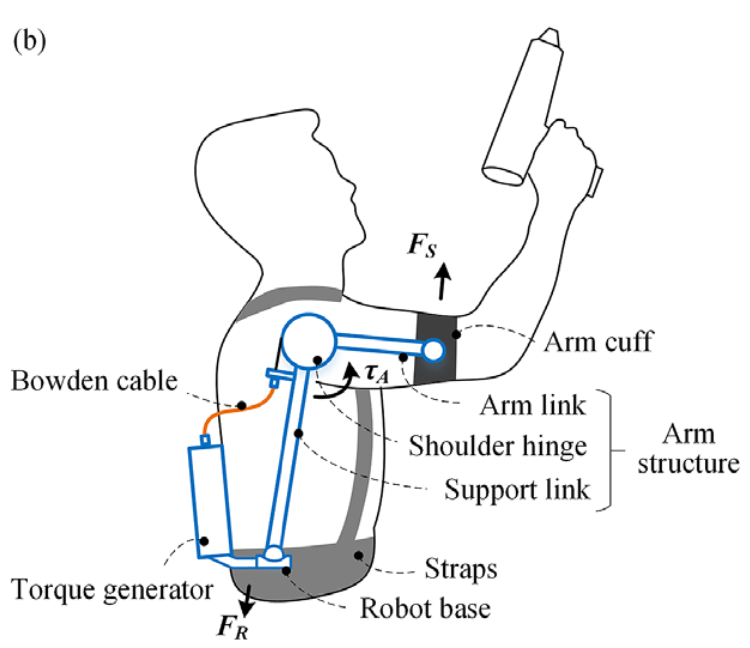 (b)
F_S
Arm cuff
τ_A
Bowden cable
Arm link
Shoulder hinge
Arm
structure
Support link
Straps
Torque generator
Robot base
F_R